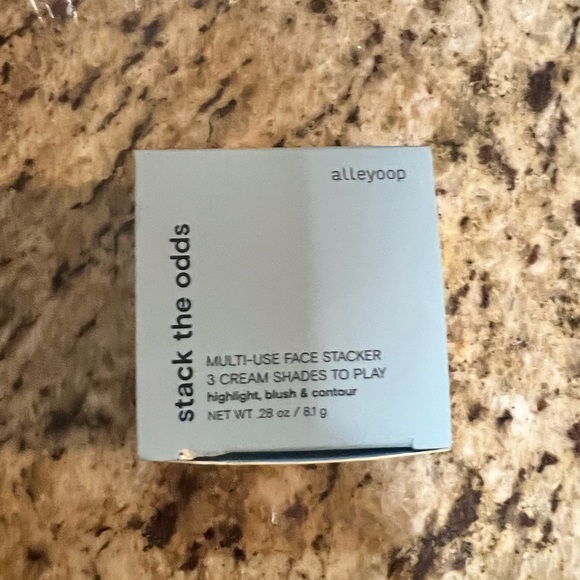 alleyoop
stack the odds
MULTI-USE FACE STACKER
3 CREAM SHADES TO PLAY
highlight, blush & contour
NET WT .28 oz / 8.1 g